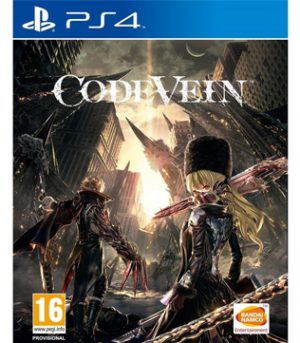 PS4
CODE VEIN
16
www.pegi.info
PROVISIONAL
BANDAI
NAMCO
Entertainment